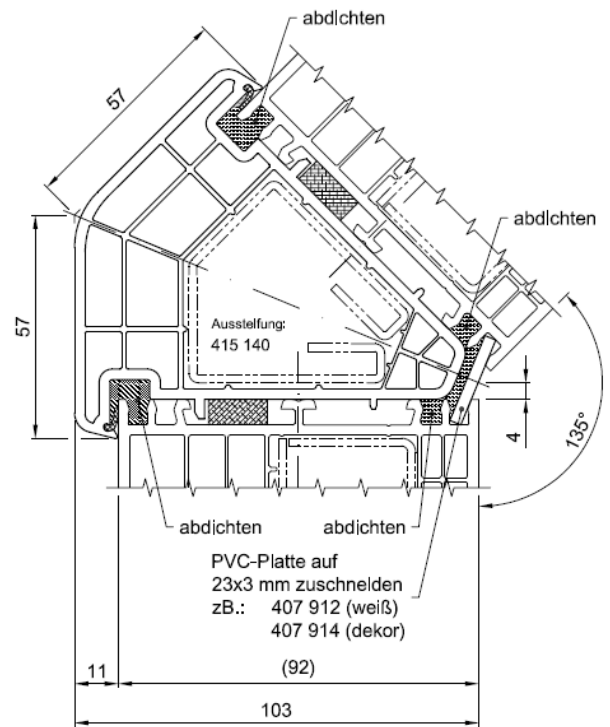 abdichten
57
abdichten
57
Aussteifung:
415 140
4
135°
abdichten
abdichten
PVC-Platte auf
23x3 mm zuschneiden
zB.: 407 912 (weiß)
407 914 (dekor)
11
(92)
103